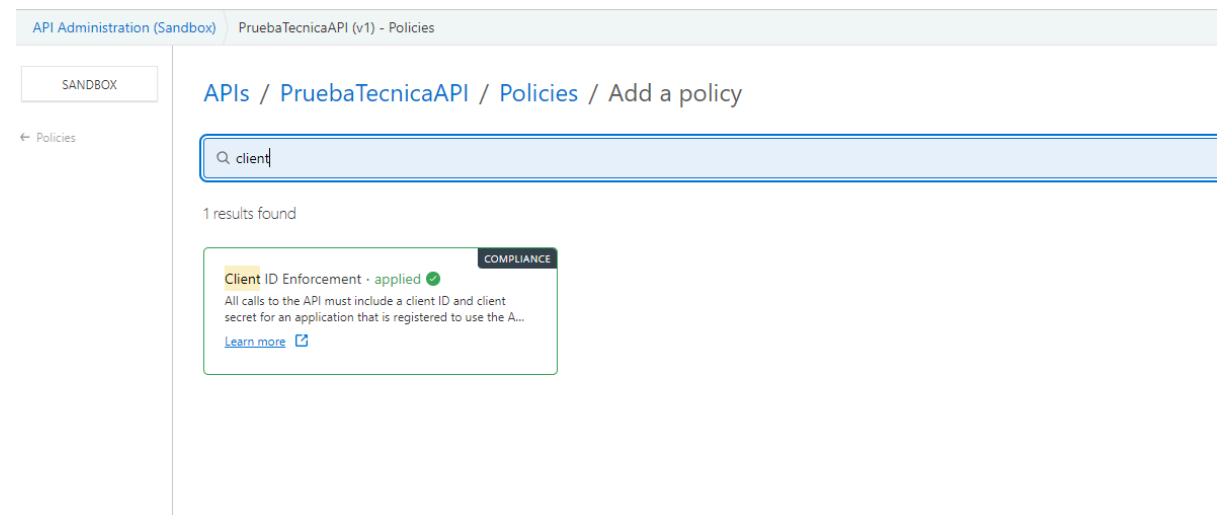 API Administration (Sandbox) PruebaTecnicaAPI (v1) - Policies
SANDBOX
← Policies
APIs / PruebaTecnicaAPI / Policies / Add a policy
client
1 results found
COMPLIANCE
Client ID Enforcement · applied
All calls to the API must include a client ID and client
secret for an application that is registered to use the A...
Learn more